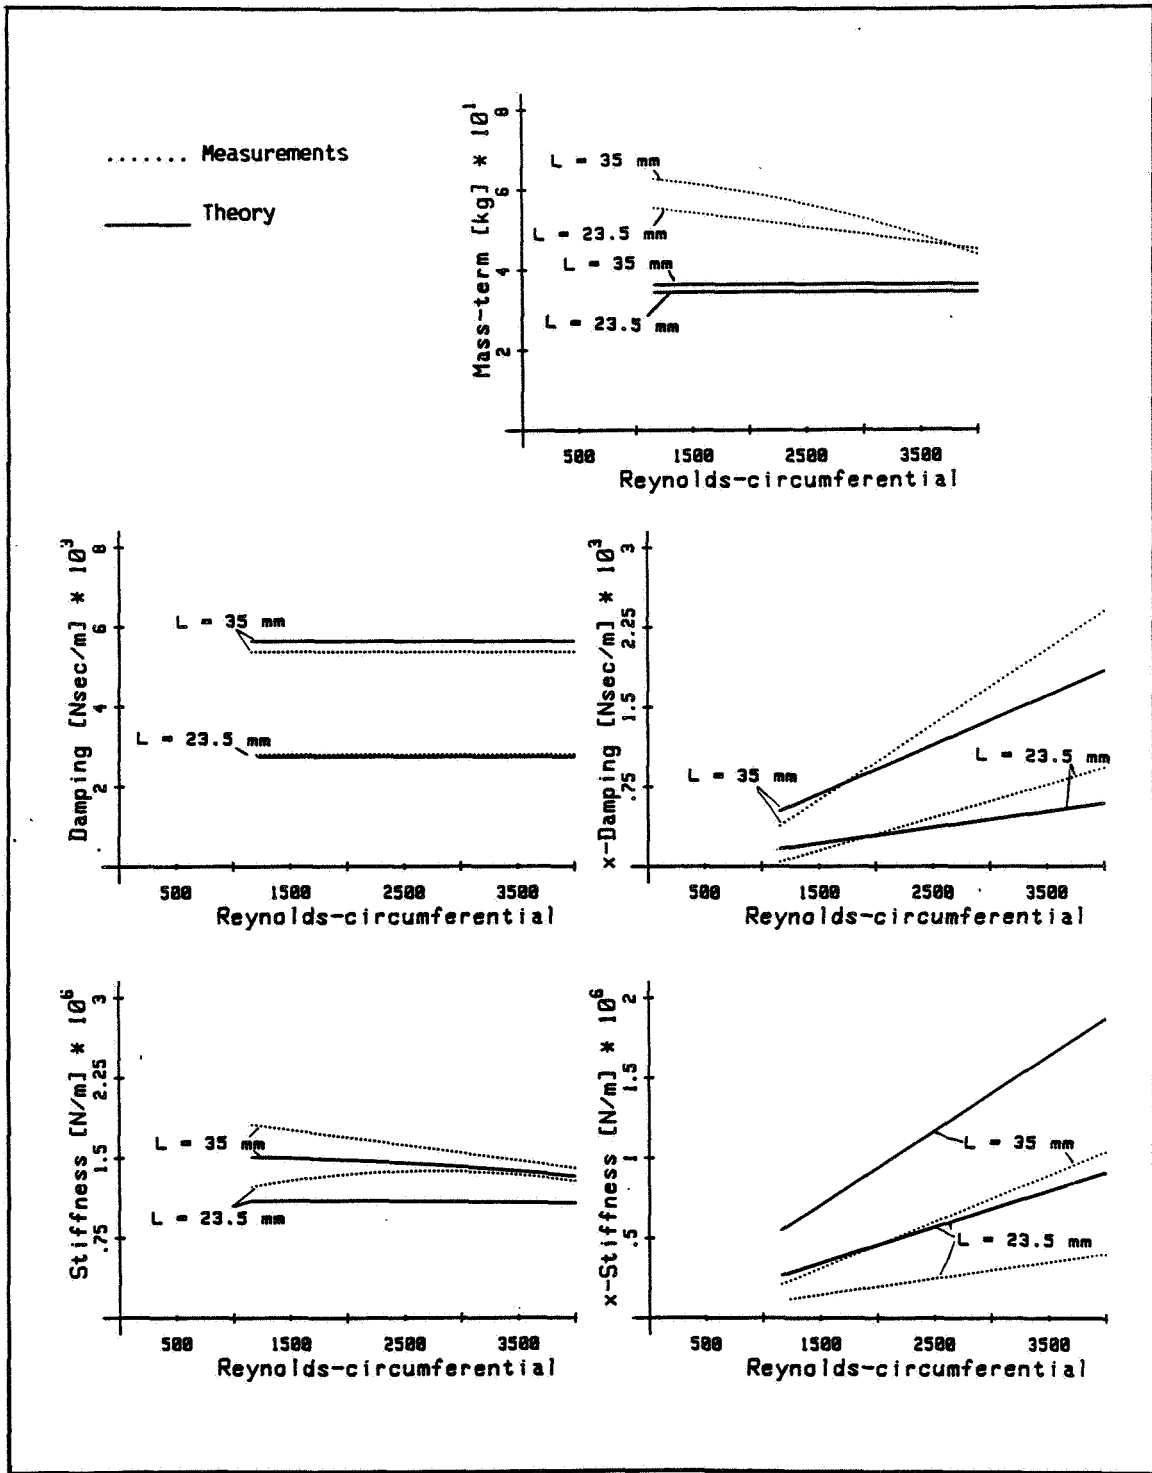 Measurements
Theory
Mass-term [kg] * 10^1
8
6
4
2
L = 35 mm
L = 23.5 mm
L = 35 mm
L = 23.5 mm
500 1500 2500 3500
Reynolds-circumferential
Damping [Nsec/m] * 10^3
8
6
4
2
L = 35 mm
L = 23.5 mm
500 1500 2500 3500
Reynolds-circumferential
x-Damping [Nsec/m] * 10^3
3
2.25
1.5
.75
L = 35 mm
L = 23.5 mm
500 1500 2500 3500
Reynolds-circumferential
Stiffness [N/m] * 10^6
3
2.25
1.5
.75
L = 35 mm
L = 23.5 mm
500 1500 2500 3500
Reynolds-circumferential
x-Stiffness [N/m] * 10^6
2
1.5
1
.5
L = 35 mm
L = 23.5 mm
500 1500 2500 3500
Reynolds-circumferential